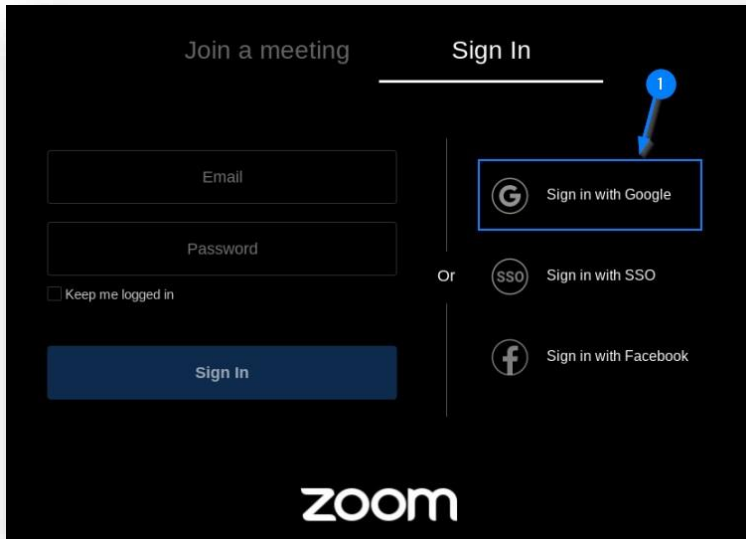 Join a meeting
Sign In
1
Email
Password
Keep me logged in
Sign In
Or
G
Sign in with Google
SSO
Sign in with SSO
f
Sign in with Facebook
zoom